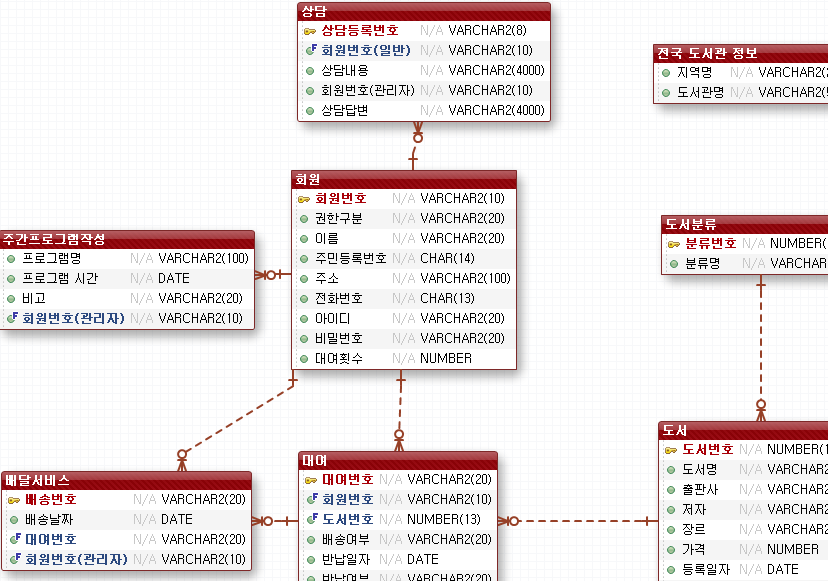 상담
상담등록번호 N/A VARCHAR2(8)
회원번호(일반) N/A VARCHAR2(10)
상담내용 N/A VARCHAR2(4000)
회원번호(관리자) N/A VARCHAR2(10)
상담답변 N/A VARCHAR2(4000)
전국 도서관 정보
지역명 N/A VARCHAR2(2
도서관명 N/A VARCHAR2(
회원
회원번호 N/A VARCHAR2(10)
권한구분 N/A VARCHAR2(20)
이름 N/A VARCHAR2(20)
주민등록번호 N/A CHAR(14)
주소 N/A VARCHAR2(100)
전화번호 N/A CHAR(13)
아이디 N/A VARCHAR2(20)
비밀번호 N/A VARCHAR2(20)
대여횟수 N/A NUMBER
주간프로그램작성
프로그램명 N/A VARCHAR2(100)
프로그램 시간 N/A DATE
비고 N/A VARCHAR2(20)
회원번호(관리자) N/A VARCHAR2(10)
도서분류
분류번호 N/A NUMBER(
분류명 N/A VARCHAR
배달서비스
배송번호 N/A VARCHAR2(20)
배송날짜 N/A DATE
대여번호 N/A VARCHAR2(20)
회원번호(관리자) N/A VARCHAR2(10)
대여
대여번호 N/A VARCHAR2(20)
회원번호 N/A VARCHAR2(10)
도서번호 N/A NUMBER(13)
배송여부 N/A VARCHAR2(20)
반납일자 N/A DATE
반납여부 N/A VARCHAR2(20)
도서
도서번호 N/A NUMBER(1
도서명 N/A VARCHAR2
출판사 N/A VARCHAR2
저자 N/A VARCHAR2
장르 N/A VARCHAR2
가격 N/A NUMBER
등록일자 N/A DATE